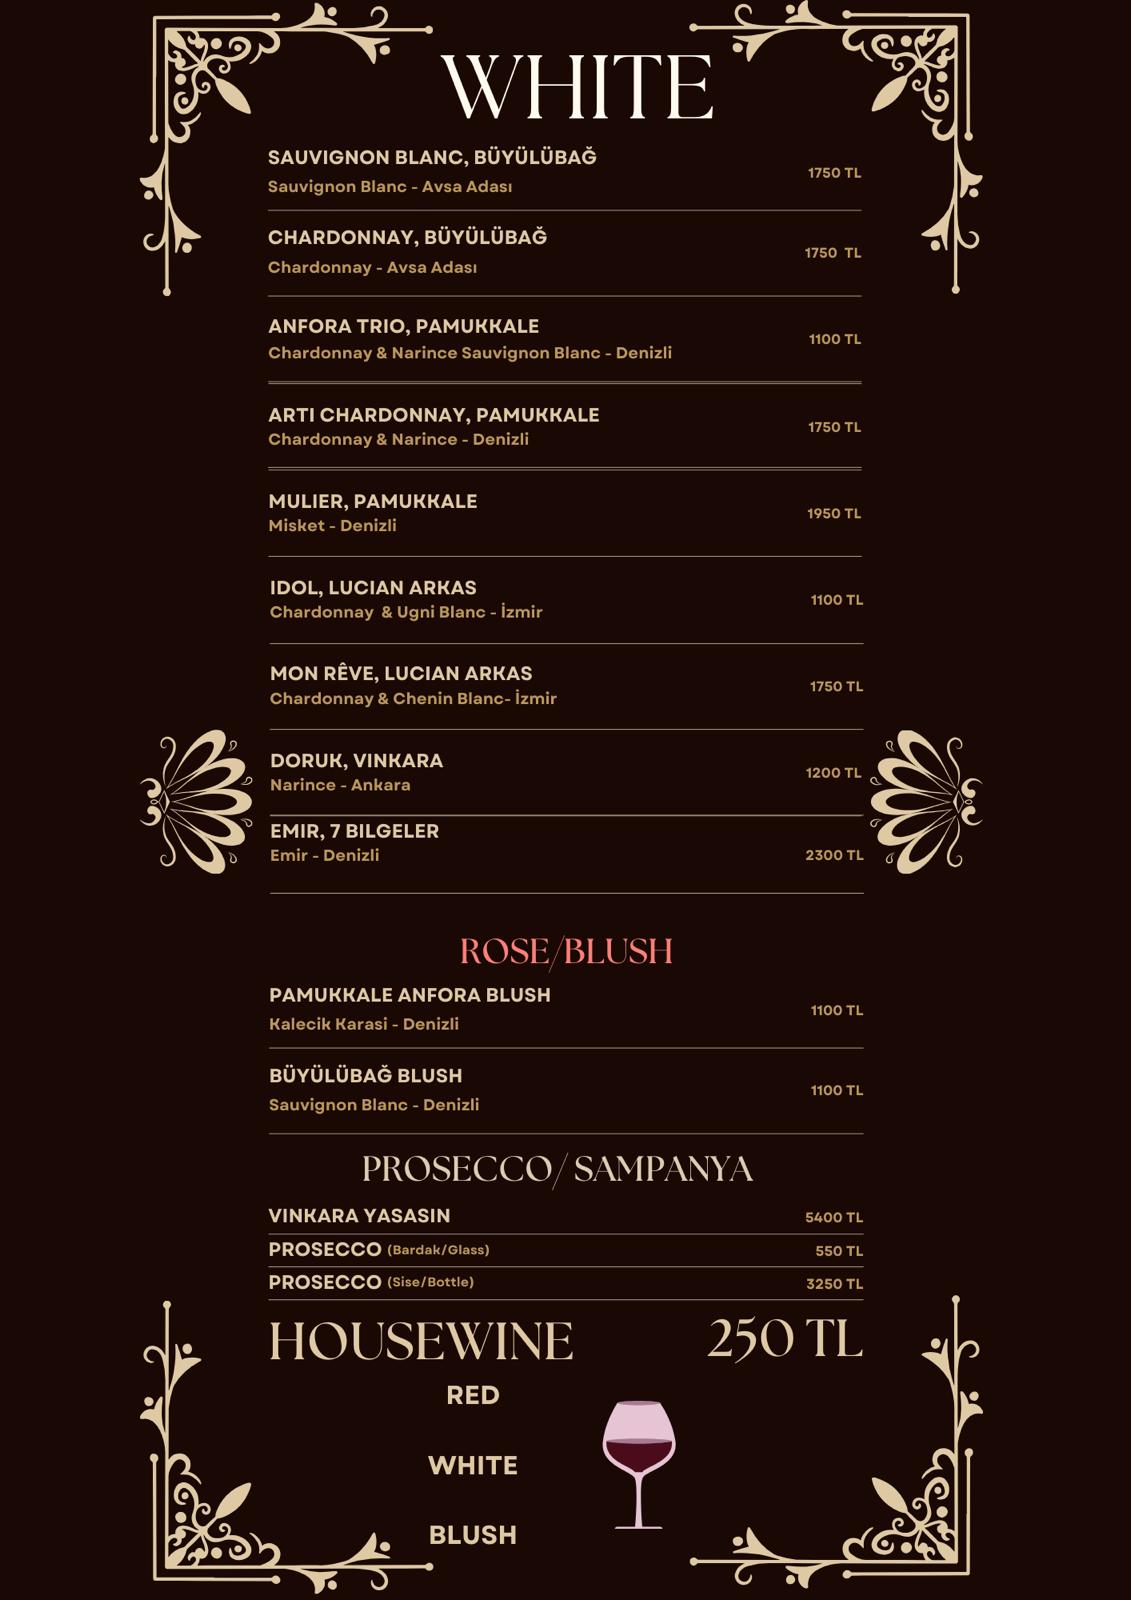 WHITE
SAUVIGNON BLANC, BÜYÜLÜBAĞ
Sauvignon Blanc - Avsa Adası
1750 TL
CHARDONNAY, BÜYÜLÜBAĞ
Chardonnay - Avsa Adası
1750 TL
ANFORA TRIO, PAMUKKALE
Chardonnay & Narince Sauvignon Blanc - Denizli
1100 TL
ARTI CHARDONNAY, PAMUKKALE
Chardonnay & Narince - Denizli
1750 TL
MULIER, PAMUKKALE
Misket - Denizli
1950 TL
IDOL, LUCIAN ARKAS
Chardonnay & Ugni Blanc - İzmir
1100 TL
MON RÊVE, LUCIAN ARKAS
Chardonnay & Chenin Blanc- İzmir
1750 TL
DORUK, VINKARA
Narince - Ankara
1200 TL
EMIR, 7 BILGELER
Emir - Denizli
2300 TL
ROSE/BLUSH
PAMUKKALE ANFORA BLUSH
Kalecik Karasi - Denizli
1100 TL
BÜYÜLÜBAĞ BLUSH
Sauvignon Blanc - Denizli
1100 TL
PROSECCO/ SAMPANYA
VINKARA YASASIN 5400 TL
PROSECCO (Bardak/Glass) 550 TL
PROSECCO (Sise/Bottle) 3250 TL
HOUSEWINE 250 TL
RED
WHITE
BLUSH